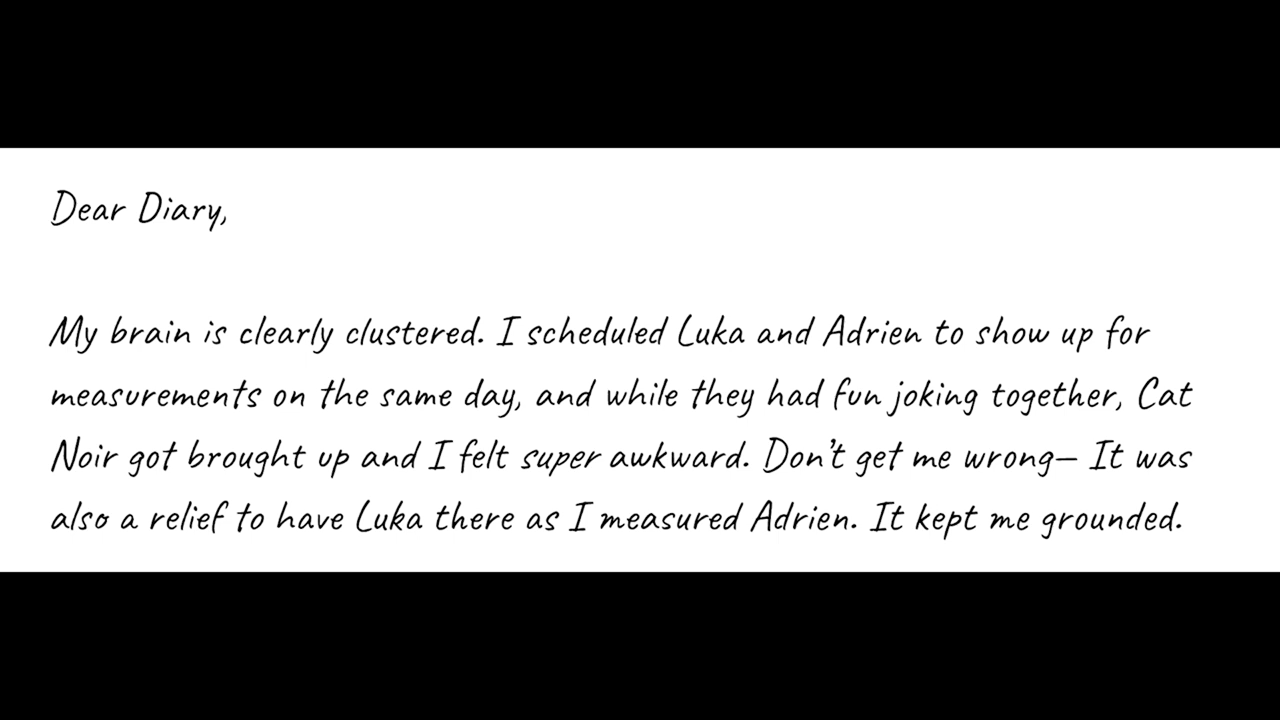 Dear Diary,
My brain is clearly clustered. I scheduled Luka and Adrien to show up for
measurements on the same day, and while they had fun joking together, Cat
Noir got brought up and I felt super awkward. Don’t get me wrong— It was
also a relief to have Luka there as I measured Adrien. It kept me grounded.